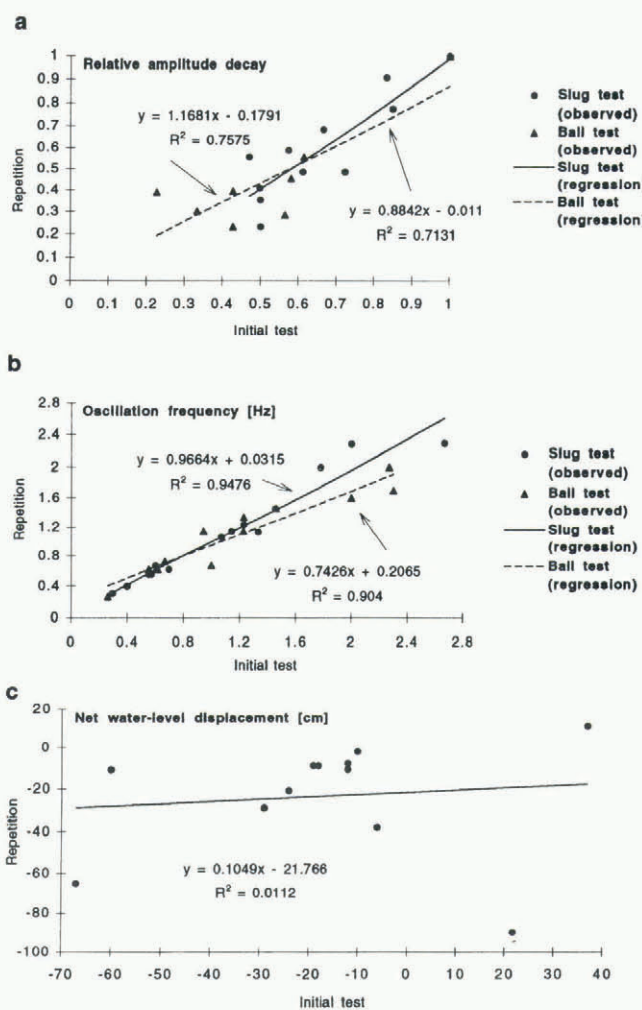 a
Relative amplitude decay
1
0.9
0.8
0.7
0.6
0.5
0.4
0.3
0.2
0.1
0
Repetition
y = 1.1681x - 0.1791
R² = 0.7575
y = 0.8842x - 0.011
R² = 0.7131
0 0.1 0.2 0.3 0.4 0.5 0.6 0.7 0.8 0.9 1
Initial test
Slug test
(observed)
Ball test
(observed)
Slug test
(regression)
Ball test
(regression)
b
Oscillation frequency [Hz]
2.8
2.4
2
1.6
1.2
0.8
0.4
0
Repetition
y = 0.9664x + 0.0315
R² = 0.9476
y = 0.7426x + 0.2065
R² = 0.904
0 0.4 0.8 1.2 1.6 2 2.4 2.8
Initial test
Slug test
(observed)
Ball test
(observed)
Slug test
(regression)
Ball test
(regression)
c
Net water-level displacement [cm]
20
0
-20
-40
-60
-80
-100
Repetition
y = 0.1049x - 21.766
R² = 0.0112
-70 -60 -50 -40 -30 -20 -10 0 10 20 30 40
Initial test